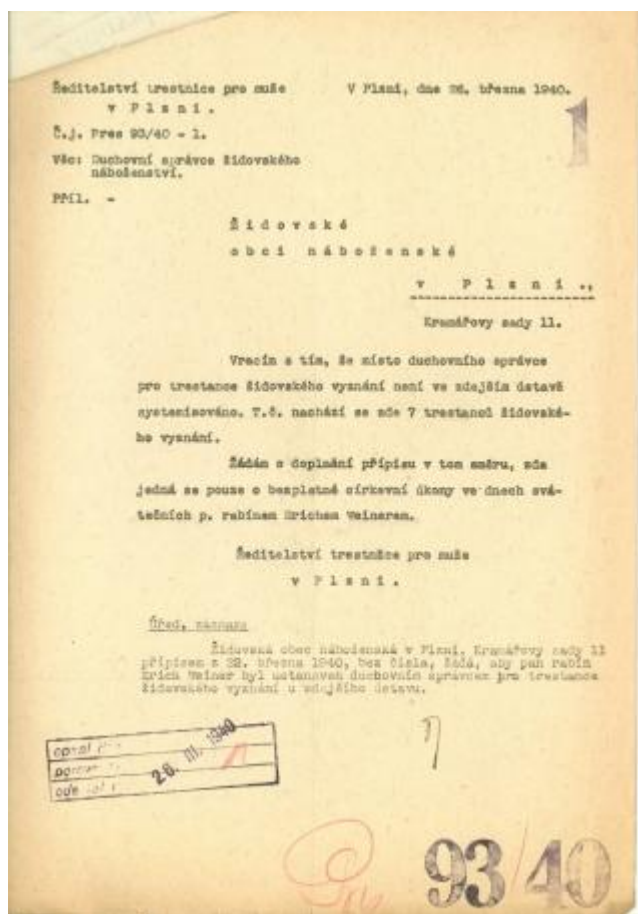 Ředitelství trestnice pro muže
V Plzni, dne 26. března 1940.
v Plzni.
Č.j. Pres 93/40 - 1.
1
Věc: Duchovní správce židovského
náboženství.
Příl. -
Židovské
obci náboženské
v Plzni.,
Kramářovy sady 11.
Vracím s tím, že místo duchovního správce
pro trestance židovského vyznání není ve zdejším ústavě
systemisováno. T.č. nachází se zde 7 trestanců židovské-
ho vyznání.
Žádám o doplnění přípisu v tom směru, zda
jedná se pouze o bezplatné církevní úkony ve dnech svá-
tečních p. rabínem Erichem Weinerem.
Ředitelství trestnice pro muže
v Plzni.
Úřed. záznam
Židovská obec náboženská v Plzni, Kramářovy sady 11
přípisem z 22. března 1940, bez čísla, žádá, aby pan rabín
Erich Weiner byl ustanoven duchovním správcem pro trestance
židovského vyznání u zdejšího ústavu.
26. III. 1940
93/40